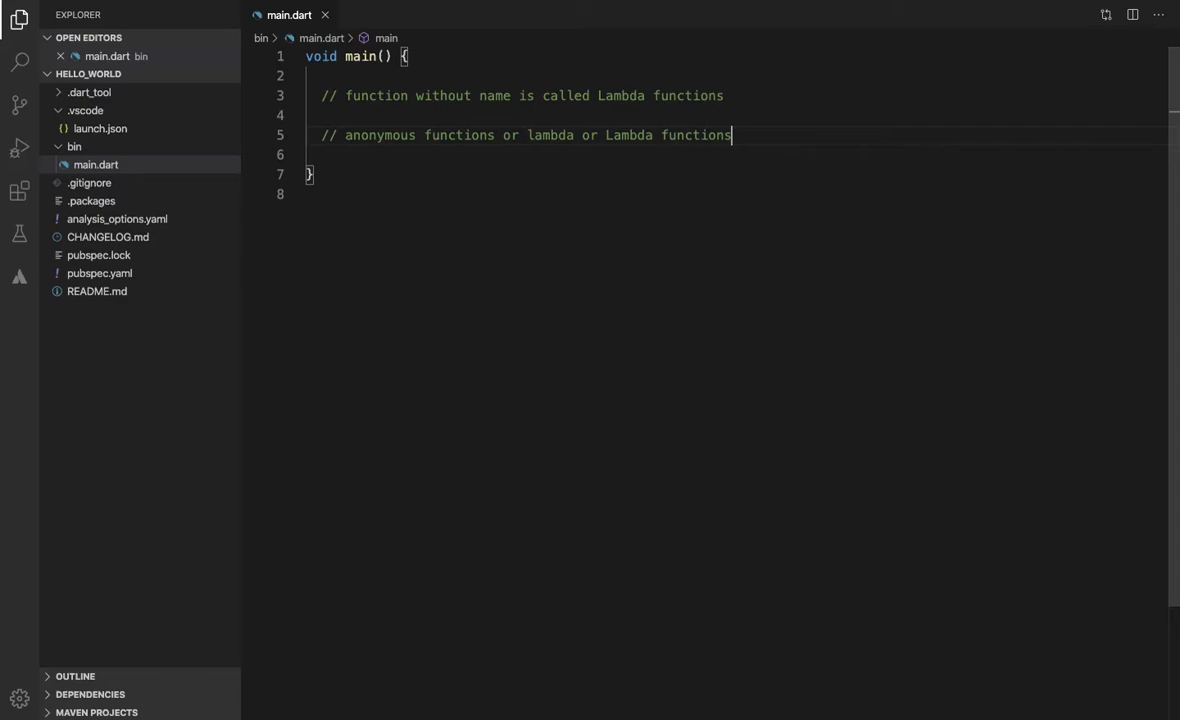 EXPLORER
OPEN EDITORS
main.dart bin
HELLO_WORLD
.dart_tool
.vscode
launch.json
bin
main.dart
.gitignore
.packages
analysis_options.yaml
CHANGELOG.md
pubspec.lock
pubspec.yaml
README.md
OUTLINE
DEPENDENCIES
MAVEN PROJECTS
main.dart
bin > main.dart > main
1 void main() {
2
3 // function without name is called Lambda functions
4
5 // anonymous functions or lambda or Lambda functions
6
7 }
8